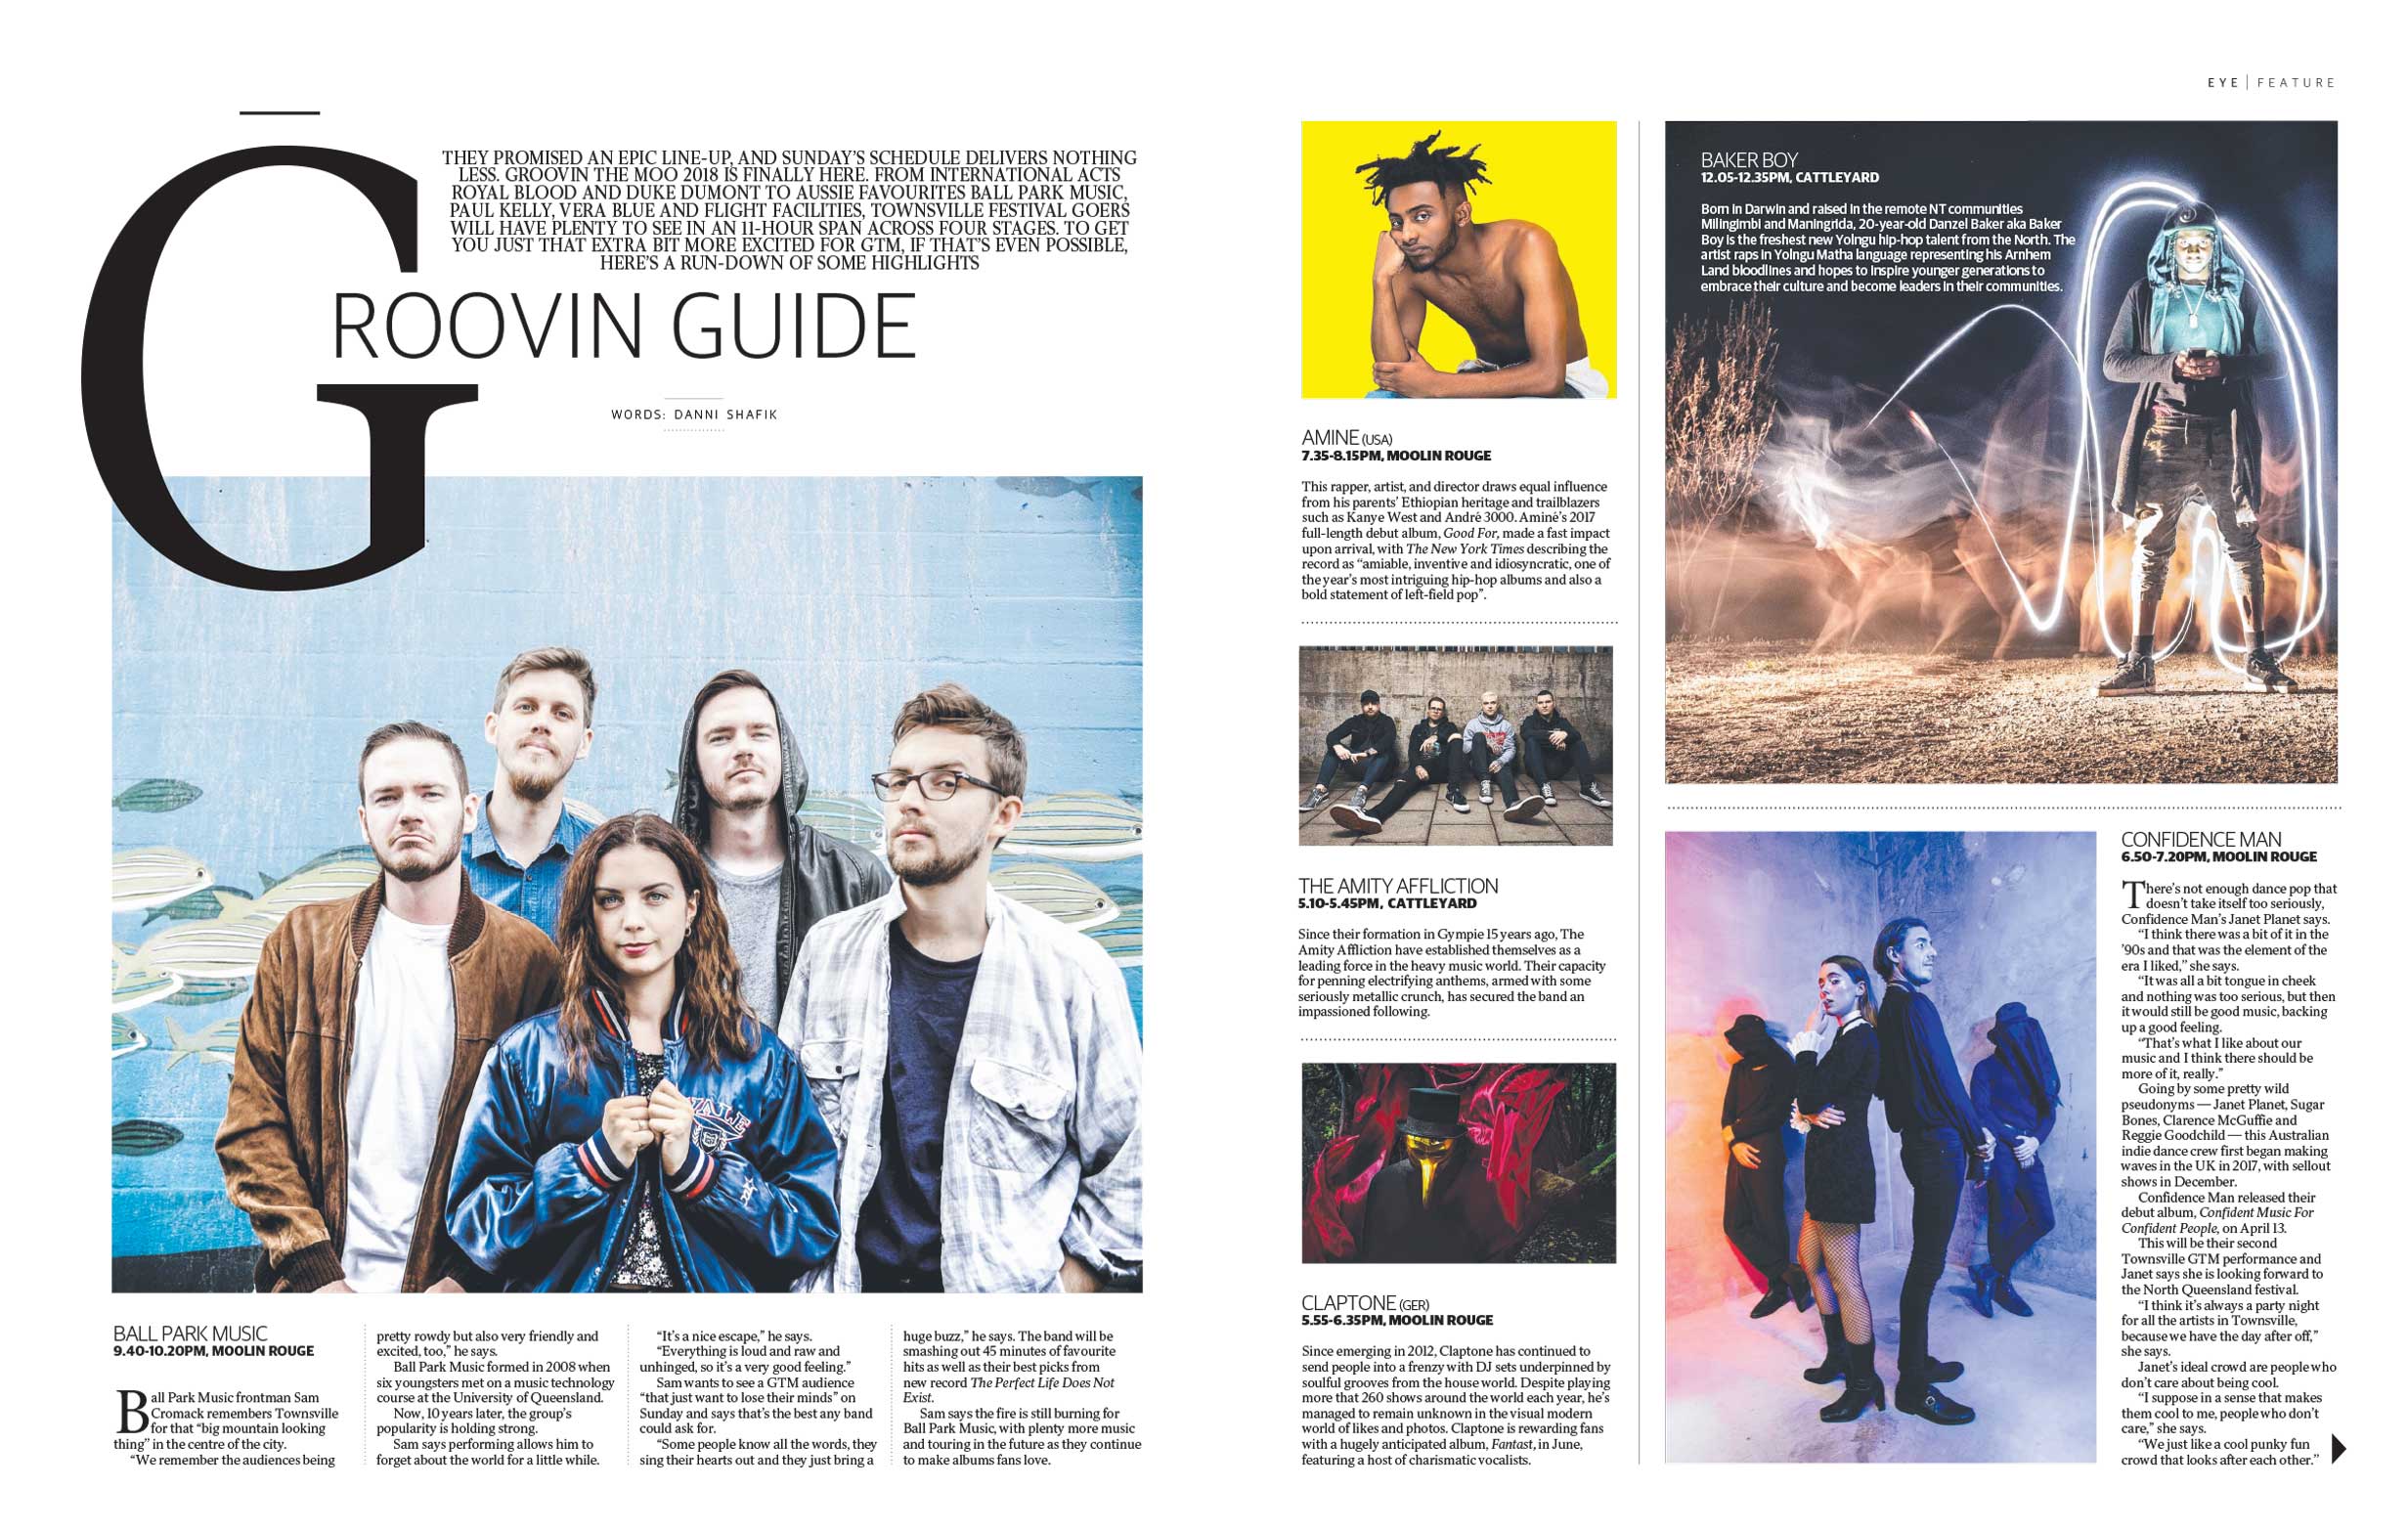 EYE | FEATURE
THEY PROMISED AN EPIC LINE-UP, AND SUNDAY'S SCHEDULE DELIVERS NOTHING
LESS. GROOVIN THE MOO 2018 IS FINALLY HERE. FROM INTERNATIONAL ACTS
ROYAL BLOOD AND DUKE DUMONT TO AUSSIE FAVOURITES BALL PARK MUSIC,
PAUL KELLY, VERA BLUE AND FLIGHT FACILITIES, TOWNSVILLE FESTIVAL GOERS
WILL HAVE PLENTY TO SEE IN AN 11-HOUR SPAN ACROSS FOUR STAGES. TO GET
YOU JUST THAT EXTRA BIT MORE EXCITED FOR GTM, IF THAT'S EVEN POSSIBLE,
HERE'S A RUN-DOWN OF SOME HIGHLIGHTS
GROOVIN GUIDE
WORDS: DANNI SHAFIK
BALL PARK MUSIC
9.40-10.20PM, MOOLIN ROUGE
Ball Park Music frontman Sam
Cromack remembers Townsville
for that “big mountain looking
thing” in the centre of the city.
“We remember the audiences being
pretty rowdy but also very friendly and
excited, too,” he says.
Ball Park Music formed in 2008 when
six youngsters met on a music technology
course at the University of Queensland.
Now, 10 years later, the group's
popularity is holding strong.
Sam says performing allows him to
forget about the world for a little while.
“It's a nice escape,” he says.
“Everything is loud and raw and
unhinged, so it's a very good feeling.”
Sam wants to see a GTM audience
“that just want to lose their minds” on
Sunday and says that's the best any band
could ask for.
“Some people know all the words, they
sing their hearts out and they just bring a
huge buzz,” he says. The band will be
smashing out 45 minutes of favourite
hits as well as their best picks from
new record The Perfect Life Does Not
Exist.
Sam says the fire is still burning for
Ball Park Music, with plenty more music
and touring in the future as they continue
to make albums fans love.
AMINE (USA)
7.35-8.15PM, MOOLIN ROUGE
This rapper, artist, and director draws equal influence
from his parents' Ethiopian heritage and trailblazers
such as Kanye West and André 3000. Aminé's 2017
full-length debut album, Good For, made a fast impact
upon arrival, with The New York Times describing the
record as “amiable, inventive and idiosyncratic, one of
the year's most intriguing hip-hop albums and also a
bold statement of left-field pop”.
THE AMITY AFFLICTION
5.10-5.45PM, CATTLEYARD
Since their formation in Gympie 15 years ago, The
Amity Affliction have established themselves as a
leading force in the heavy music world. Their capacity
for penning electrifying anthems, armed with some
seriously metallic crunch, has secured the band an
impassioned following.
CLAPTONE (GER)
5.55-6.35PM, MOOLIN ROUGE
Since emerging in 2012, Claptone has continued to
send people into a frenzy with DJ sets underpinned by
soulful grooves from the house world. Despite playing
more that 260 shows around the world each year, he's
managed to remain unknown in the visual modern
world of likes and photos. Claptone is rewarding fans
with a hugely anticipated album, Fantast, in June,
featuring a host of charismatic vocalists.
BAKER BOY
12.05-12.35PM, CATTLEYARD
Born in Darwin and raised in the remote NT communities
Milingimbi and Maningrida, 20-year-old Danzel Baker aka Baker
Boy is the freshest new Yolngu hip-hop talent from the North. The
artist raps in Yolngu Matha language representing his Arnhem
Land bloodlines and hopes to inspire younger generations to
embrace their culture and become leaders in their communities.
CONFIDENCE MAN
6.50-7.20PM, MOOLIN ROUGE
There's not enough dance pop that
doesn't take itself too seriously,
Confidence Man's Janet Planet says.
“I think there was a bit of it in the
'90s and that was the element of the
era I liked,” she says.
“It was all a bit tongue in cheek
and nothing was too serious, but then
it would still be good music, backing
up a good feeling.
“That's what I like about our
music and I think there should be
more of it, really.”
Going by some pretty wild
pseudonyms — Janet Planet, Sugar
Bones, Clarence McGuffie and
Reggie Goodchild — this Australian
indie dance crew first began making
waves in the UK in 2017, with sellout
shows in December.
Confidence Man released their
debut album, Confident Music For
Confident People, on April 13.
This will be their second
Townsville GTM performance and
Janet says she is looking forward to
the North Queensland festival.
“I think it's always a party night
for all the artists in Townsville,
because we have the day after off,”
she says.
Janet's ideal crowd are people who
don't care about being cool.
“I suppose in a sense that makes
them cool to me, people who don't
care,” she says.
“We just like a cool punky fun
crowd that looks after each other.”